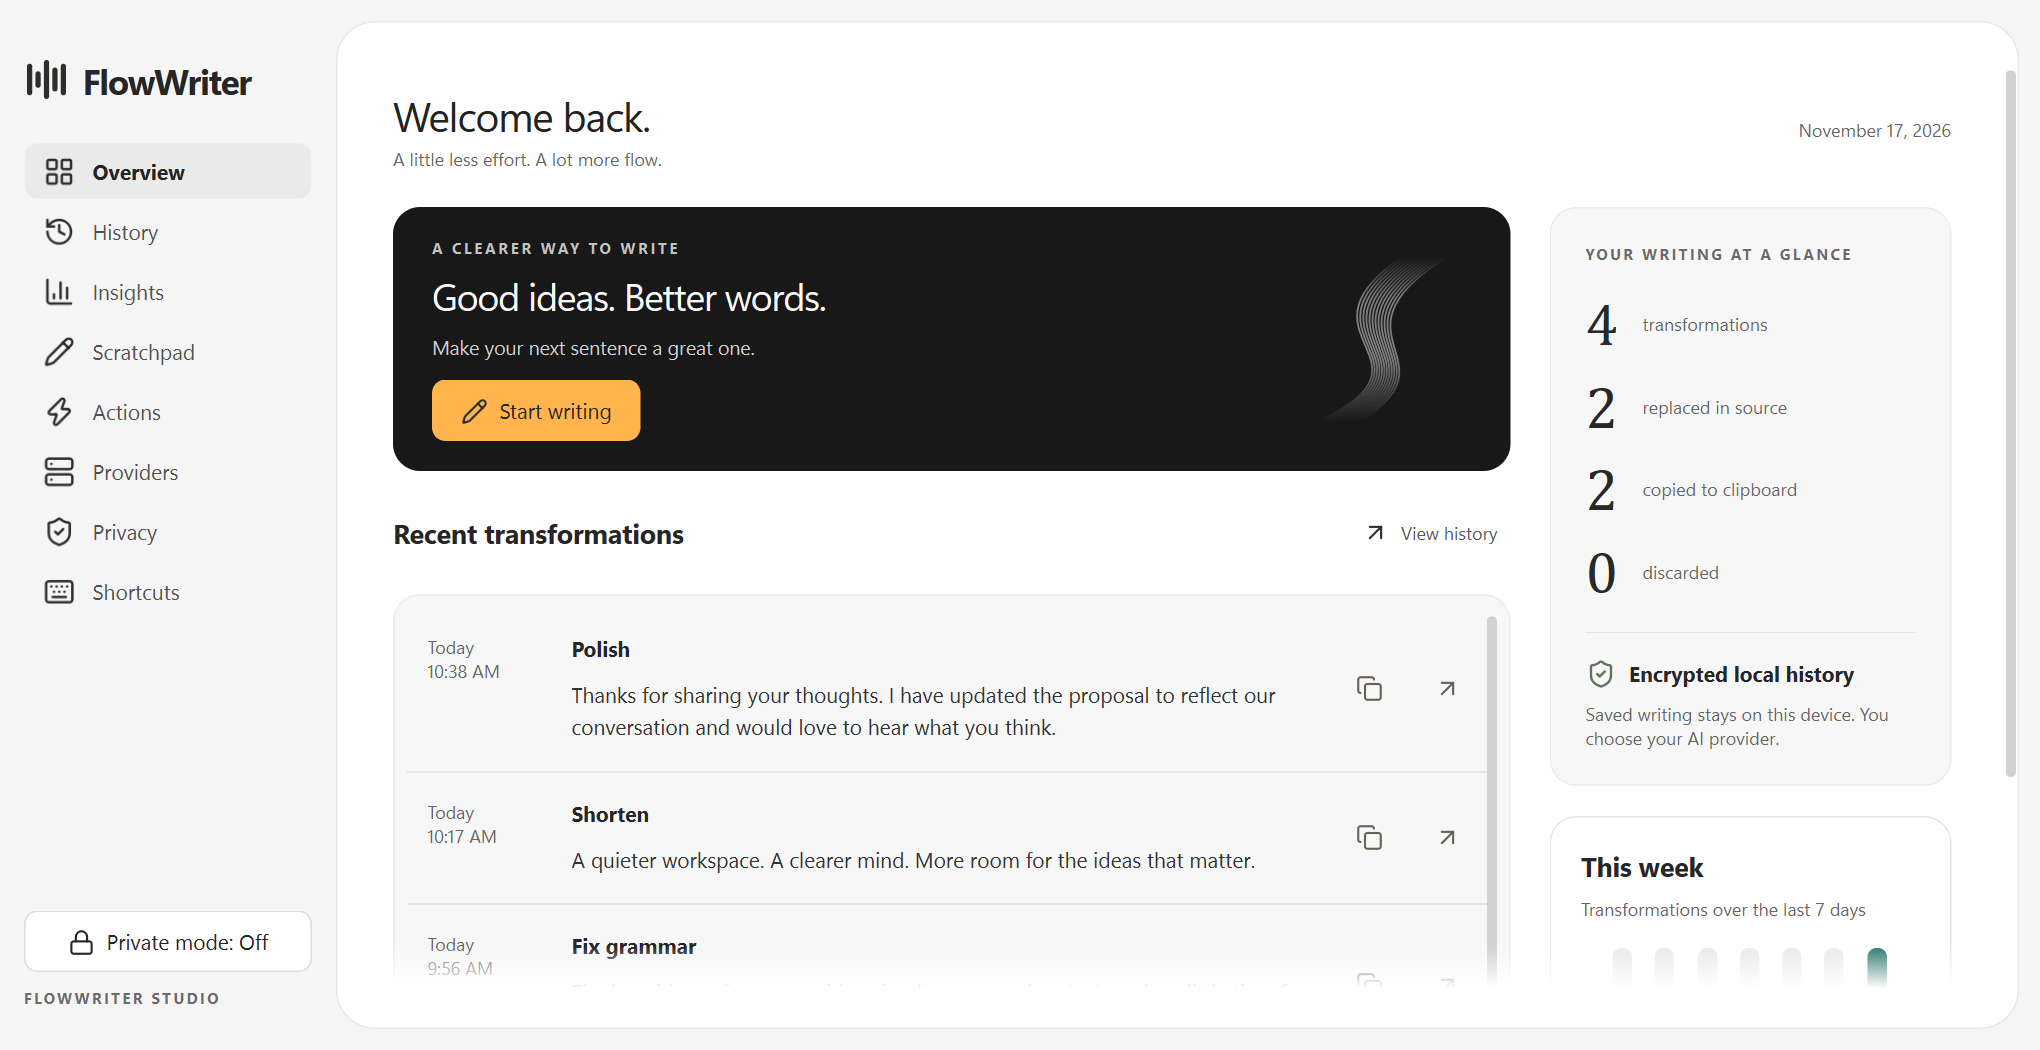 FlowWriter
Overview
History
Insights
Scratchpad
Actions
Providers
Privacy
Shortcuts
Private mode: Off
FLOWWRITER STUDIO
Welcome back.
A little less effort. A lot more flow.
November 17, 2026
A CLEARER WAY TO WRITE
Good ideas. Better words.
Make your next sentence a great one.
Start writing
Recent transformations
View history
Today
10:38 AM
Polish
Thanks for sharing your thoughts. I have updated the proposal to reflect our
conversation and would love to hear what you think.
Today
10:17 AM
Shorten
A quieter workspace. A clearer mind. More room for the ideas that matter.
Today
9:56 AM
Fix grammar
YOUR WRITING AT A GLANCE
4 transformations
2 replaced in source
2 copied to clipboard
0 discarded
Encrypted local history
Saved writing stays on this device. You
choose your AI provider.
This week
Transformations over the last 7 days